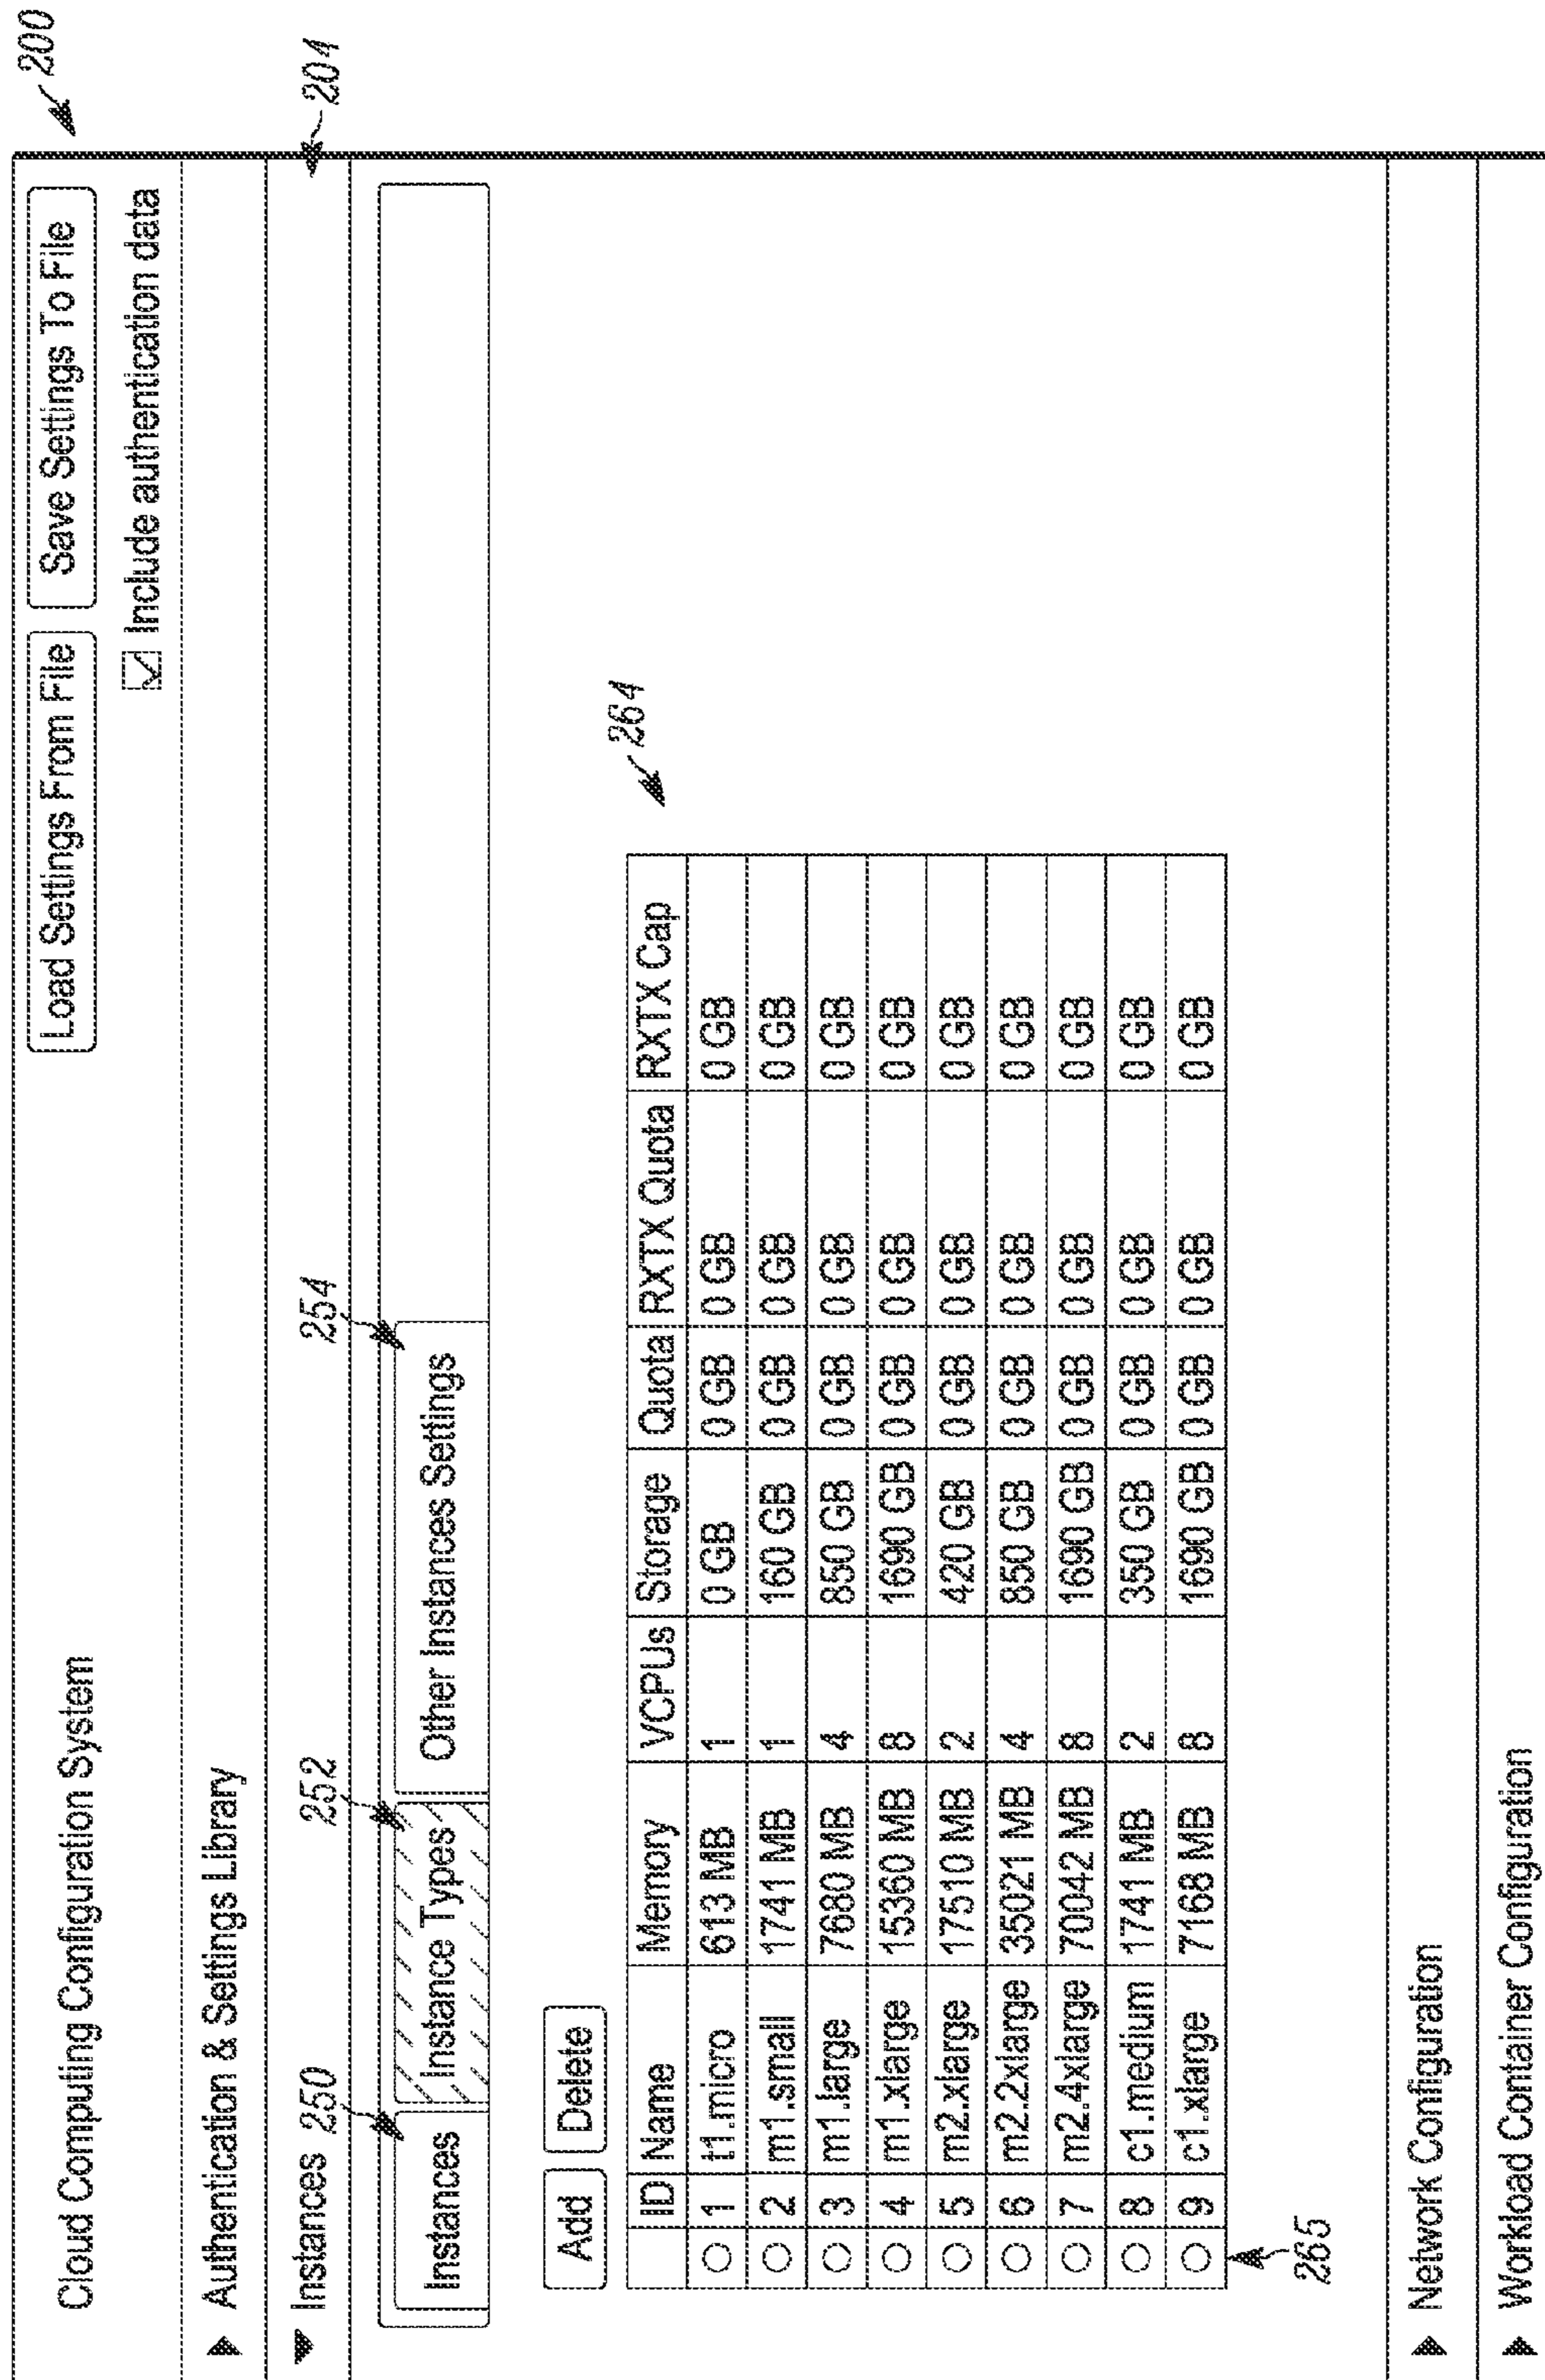 200
Cloud Computing Configuration System Load Settings From File Save Settings To File
Include authentication data
Authentication & Settings Library
Instances 250 252 254 204
Instances Instance Types Other Instances Settings
Add Delete
264
ID Name Memory VCPUs Storage Quota RXTX Quota RXTX Cap
1 t1.micro 613 MB 1 0 GB 0 GB 0 GB 0 GB
2 m1.small 1741 MB 1 160 GB 0 GB 0 GB 0 GB
3 m1.large 7680 MB 4 850 GB 0 GB 0 GB 0 GB
4 m1.xlarge 15360 MB 8 1690 GB 0 GB 0 GB 0 GB
5 m2.xlarge 17510 MB 2 420 GB 0 GB 0 GB 0 GB
6 m2.2xlarge 35021 MB 4 850 GB 0 GB 0 GB 0 GB
7 m2.4xlarge 70042 MB 8 1690 GB 0 GB 0 GB 0 GB
8 c1.medium 1741 MB 2 350 GB 0 GB 0 GB 0 GB
9 c1.xlarge 7168 MB 8 1690 GB 0 GB 0 GB 0 GB
265
Network Configuration
Workload Container Configuration